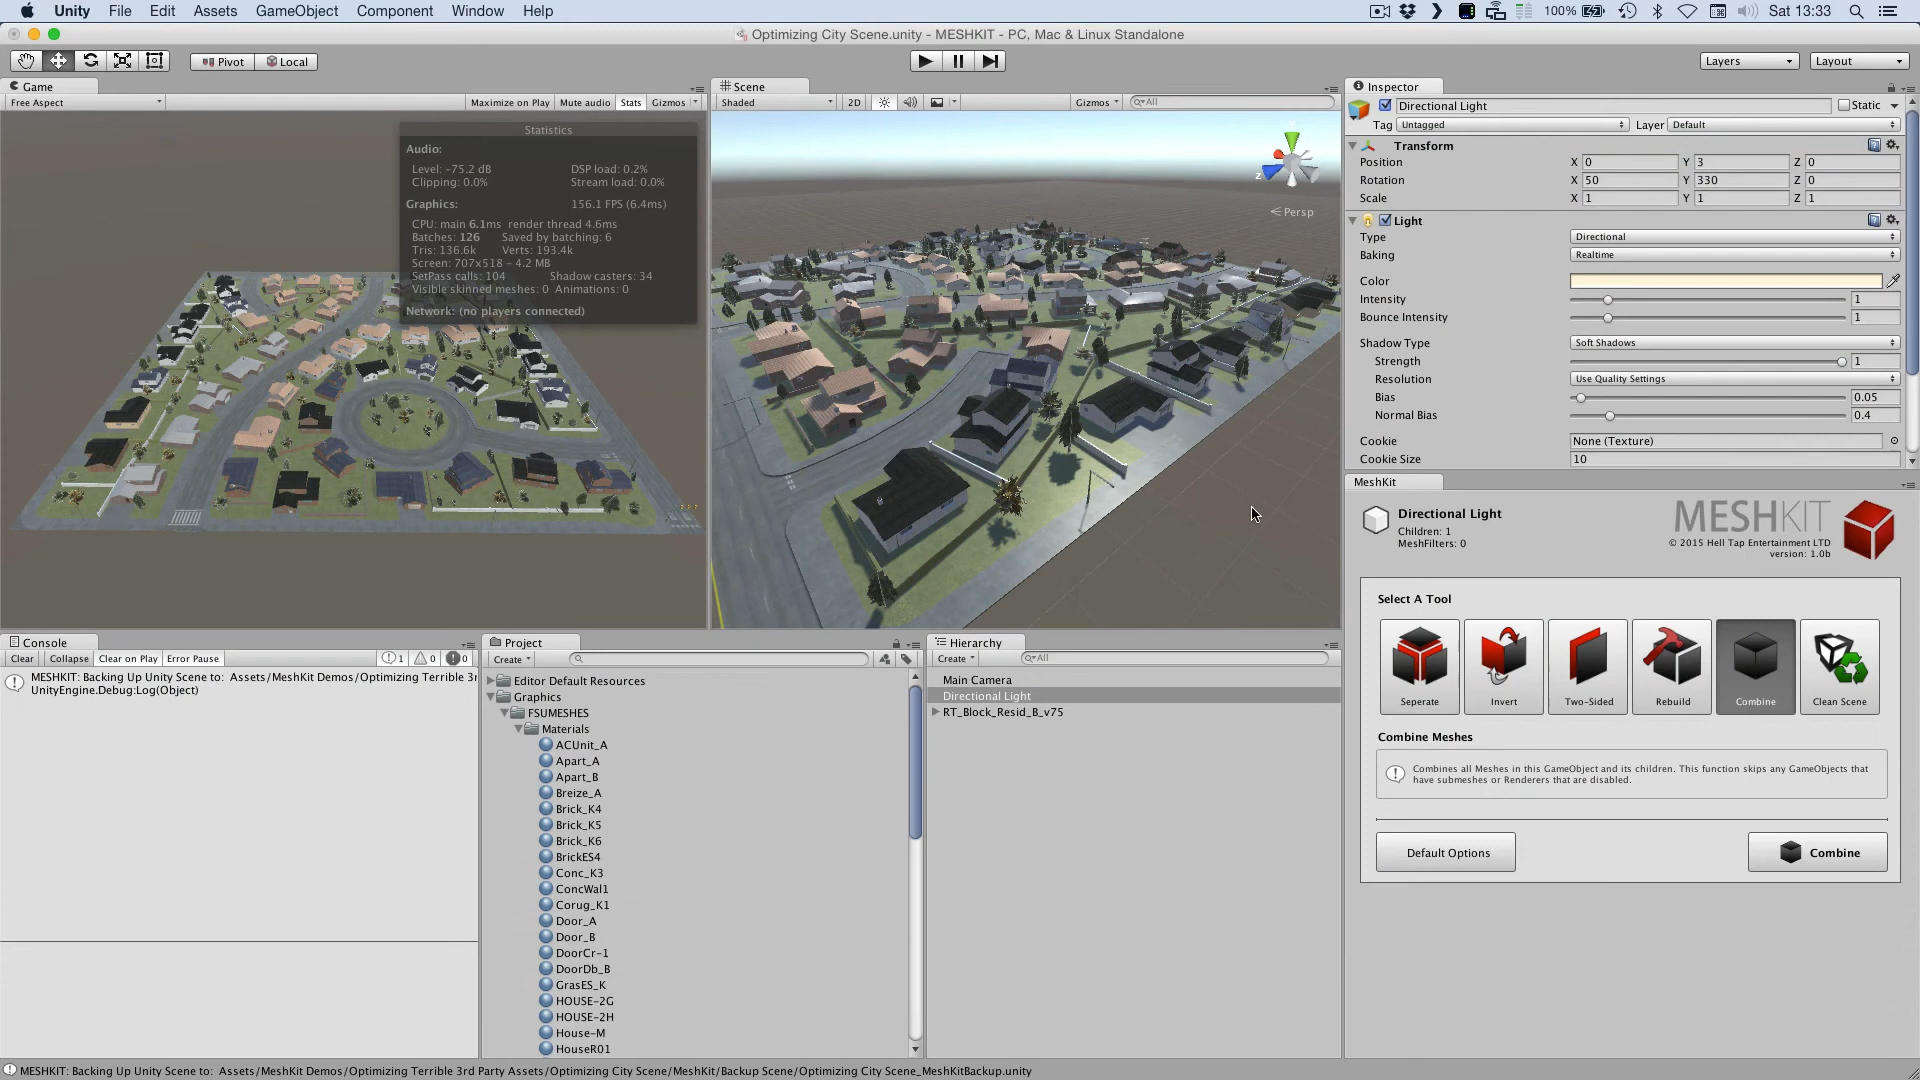 Unity File Edit Assets GameObject Component Window Help 100% Sat 13:33
Optimizing City Scene.unity - MESHKIT - PC, Mac & Linux Standalone
Pivot Local Layers Layout
Game
Free Aspect Maximize on Play Mute audio Stats Gizmos
Statistics
Audio:
Level: -75.2 dB DSP load: 0.2%
Clipping: 0.0% Stream load: 0.0%
Graphics: 156.1 FPS (6.4ms)
CPU: main 6.1ms render thread 4.6ms
Batches: 126 Saved by batching: 6
Tris: 136.6k Verts: 193.4k
Screen: 707x518 - 4.2 MB
SetPass calls: 104 Shadow casters: 34
Visible skinned meshes: 0 Animations: 0
Network: (no players connected)
Scene
Shaded 2D Gizmos All
z
Persp
Inspector
Directional Light Static
Tag Untagged Layer Default
Transform
Position X 0 Y 3 Z 0
Rotation X 50 Y 330 Z 0
Scale X 1 Y 1 Z 1
Light
Type Directional
Baking Realtime
Color
Intensity 1
Bounce Intensity 1
Shadow Type Soft Shadows
Strength 1
Resolution Use Quality Settings
Bias 0.05
Normal Bias 0.4
Cookie None (Texture)
Cookie Size 10
MeshKit
Directional Light
Children: 1
MeshFilters: 0
MESHKIT
© 2015 Hell Tap Entertainment LTD
version: 1.0b
Select A Tool
Seperate Invert Two-Sided Rebuild Combine Clean Scene
Combine Meshes
Combines all Meshes in this GameObject and its children. This function skips any GameObjects that
have submeshes or Renderers that are disabled.
Default Options Combine
Console
Clear Collapse Clear on Play Error Pause 1 0 0
MESHKIT: Backing Up Unity Scene to: Assets/MeshKit Demos/Optimizing Terrible 3r
UnityEngine.Debug:Log(Object)
Project
Create
Editor Default Resources
Graphics
FSUMESHES
Materials
ACUnit_A
Apart_A
Apart_B
Breize_A
Brick_K4
Brick_K5
Brick_K6
BrickES4
Conc_K3
ConcWal1
Corug_K1
Door_A
Door_B
DoorCr-1
DoorDb_B
GrasES_K
HOUSE-2G
HOUSE-2H
House-M
HouseR01
Hierarchy
Create All
Main Camera
Directional Light
RT_Block_Resid_B_v75
MESHKIT: Backing Up Unity Scene to: Assets/MeshKit Demos/Optimizing Terrible 3rd Party Assets/Optimizing City Scene/MeshKit/Backup Scene/Optimizing City Scene_MeshKitBackup.unity